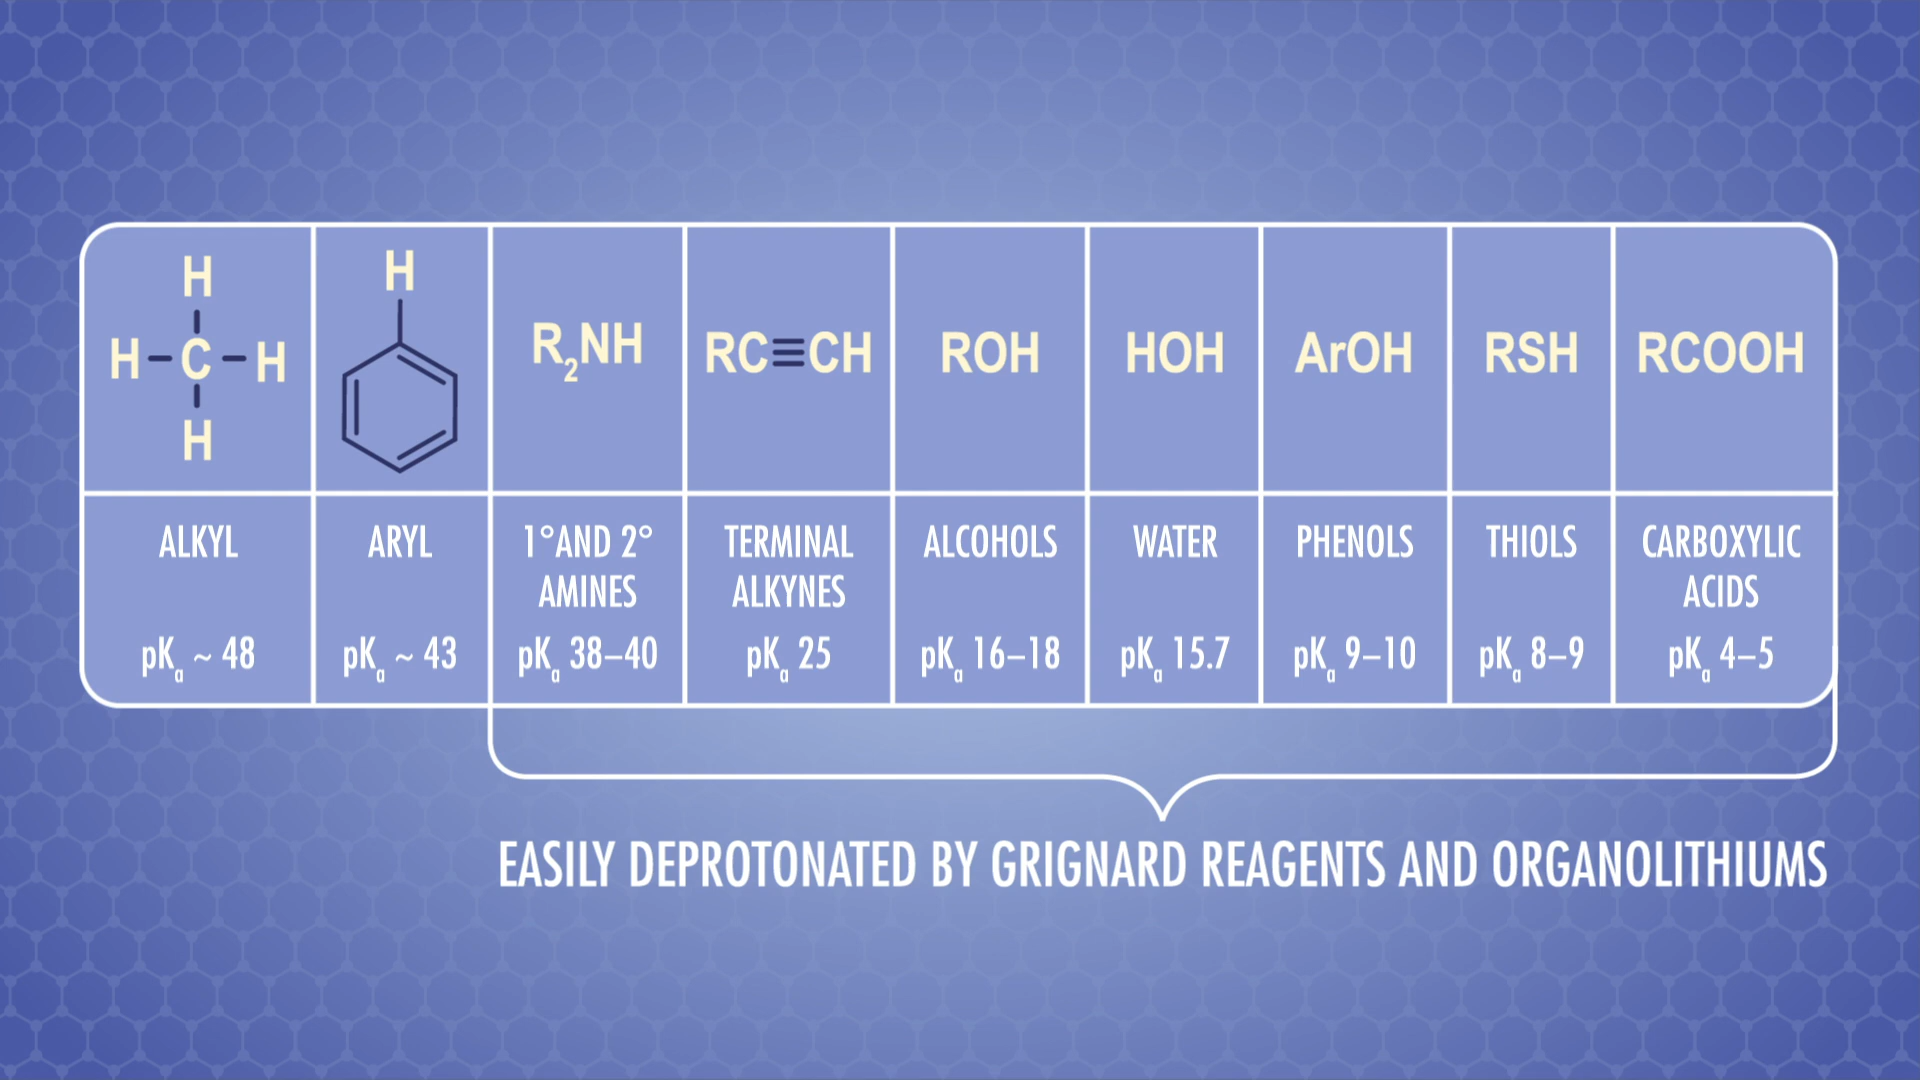 H
H–C–H
H
H
R₂NH
RC≡CH
ROH
HOH
ArOH
RSH
RCOOH
ALKYL
pKₐ ~ 48
ARYL
pKₐ ~ 43
1° AND 2°
AMINES
pKₐ 38–40
TERMINAL
ALKYNES
pKₐ 25
ALCOHOLS
pKₐ 16–18
WATER
pKₐ 15.7
PHENOLS
pKₐ 9–10
THIOLS
pKₐ 8–9
CARBOXYLIC
ACIDS
pKₐ 4–5
EASILY DEPROTONATED BY GRIGNARD REAGENTS AND ORGANOLITHIUMS